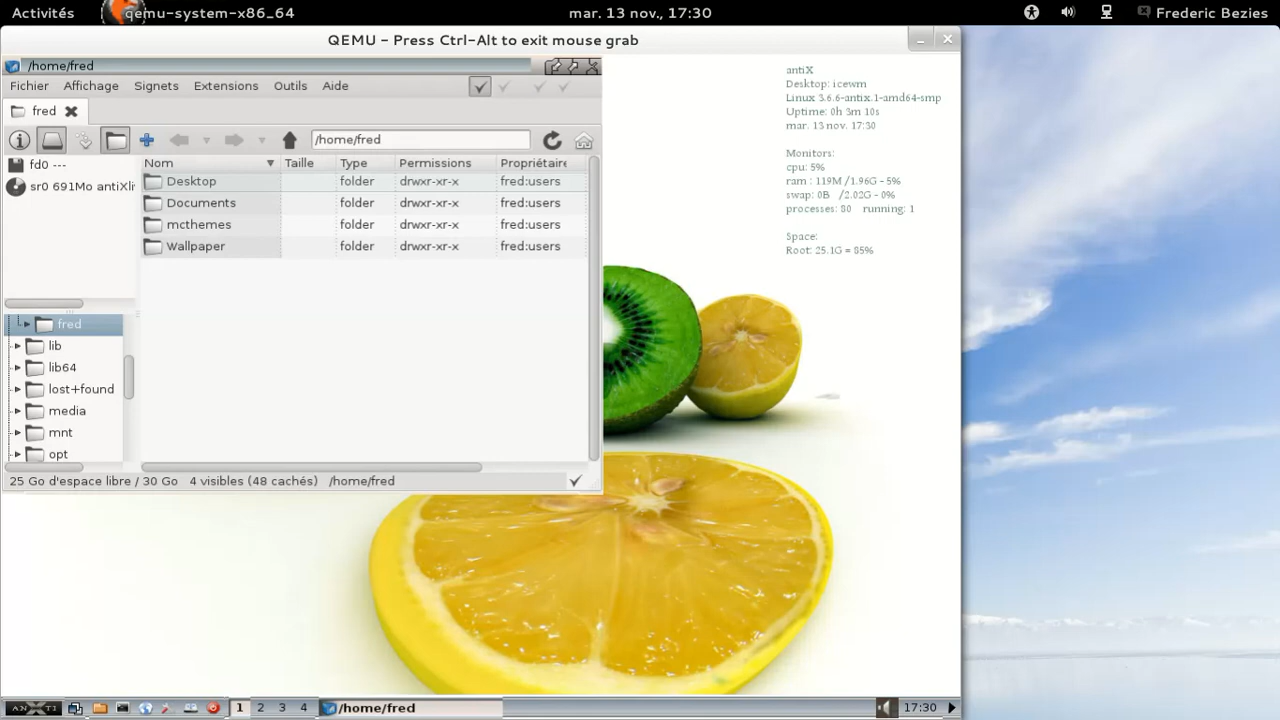 Activités qemu-system-x86_64 mar. 13 nov., 17:30 Frederic Bezies
QEMU - Press Ctrl-Alt to exit mouse grab
/home/fred
Fichier Affichage Signets Extensions Outils Aide
fred
/home/fred
fd0 ---
sr0 691Mo antiXliv
Nom Taille Type Permissions Propriétaire
Desktop folder drwxr-xr-x fred:users
Documents folder drwxr-xr-x fred:users
mcthemes folder drwxr-xr-x fred:users
Wallpaper folder drwxr-xr-x fred:users
fred
lib
lib64
lost+found
media
mnt
opt
25 Go d'espace libre / 30 Go 4 visibles (48 cachés) /home/fred
antiX
Desktop: icewm
Linux 3.6.6-antix.1-amd64-smp
Uptime: 0h 3m 10s
mar. 13 nov. 17:30
Monitors:
cpu: 5%
ram : 119M /1.96G - 5%
swap: 0B /2.02G - 0%
processes: 80 running: 1
Space:
Root: 25.1G = 85%
ANTIX 1 2 3 4 /home/fred 17:30